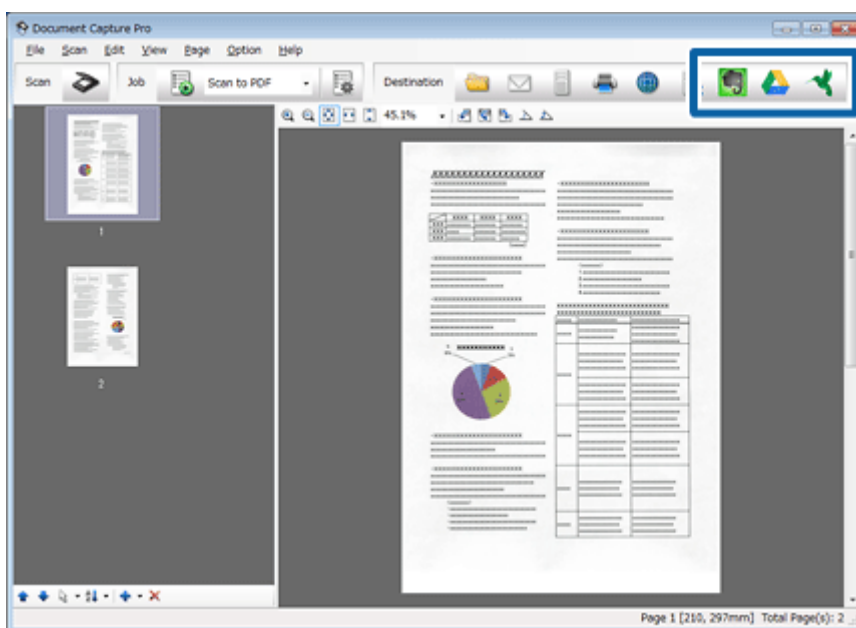 Document Capture Pro
File Scan Edit View Page Option Help
Scan Job Scan to PDF Destination
45.1%
1
2
Page 1 [210, 297mm] Total Page(s): 2